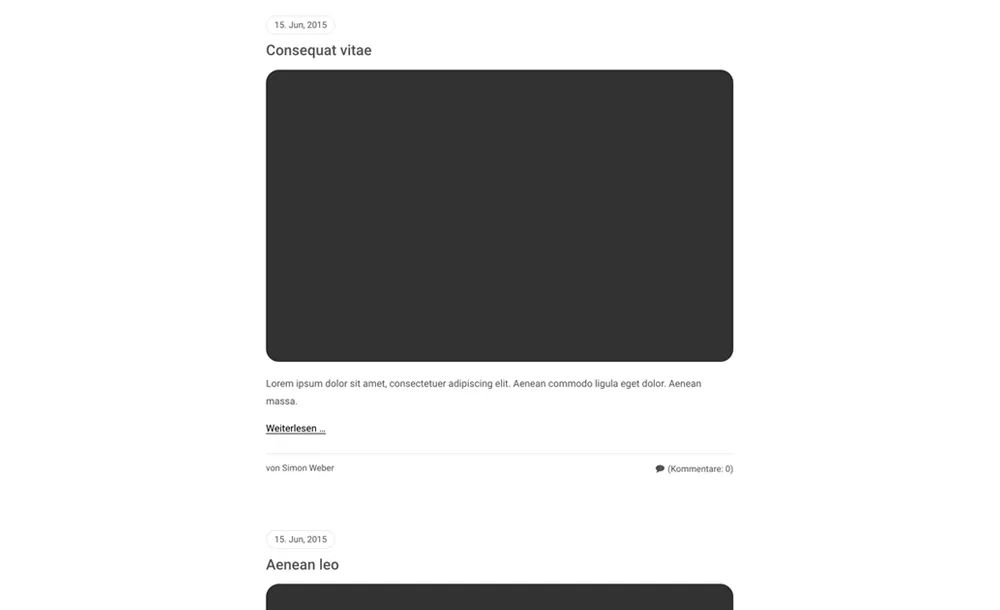 15. Jun, 2015
Consequat vitae
Lorem ipsum dolor sit amet, consectetuer adipiscing elit. Aenean commodo ligula eget dolor. Aenean
massa.
Weiterlesen ...
von Simon Weber
(Kommentare: 0)
15. Jun, 2015
Aenean leo